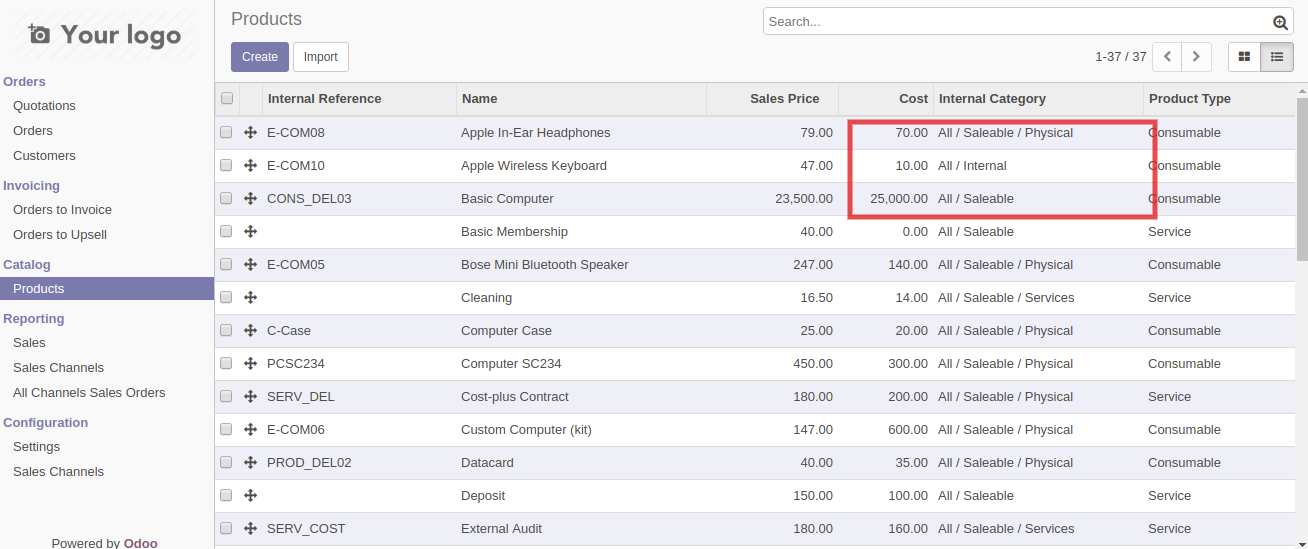 Your logo
Orders
Quotations
Orders
Customers
Invoicing
Orders to Invoice
Orders to Upsell
Catalog
Products
Reporting
Sales
Sales Channels
All Channels Sales Orders
Configuration
Settings
Sales Channels
Powered by Odoo
Products
Search...
Create Import
1-37 / 37
Internal Reference Name Sales Price Cost Internal Category Product Type
E-COM08 Apple In-Ear Headphones 79.00 70.00 All / Saleable / Physical Consumable
E-COM10 Apple Wireless Keyboard 47.00 10.00 All / Internal Consumable
CONS_DEL03 Basic Computer 23,500.00 25,000.00 All / Saleable Consumable
Basic Membership 40.00 0.00 All / Saleable Service
E-COM05 Bose Mini Bluetooth Speaker 247.00 140.00 All / Saleable / Physical Consumable
Cleaning 16.50 14.00 All / Saleable / Services Service
C-Case Computer Case 25.00 20.00 All / Saleable / Physical Consumable
PCSC234 Computer SC234 450.00 300.00 All / Saleable / Physical Consumable
SERV_DEL Cost-plus Contract 180.00 200.00 All / Saleable / Physical Service
E-COM06 Custom Computer (kit) 147.00 600.00 All / Saleable / Physical Consumable
PROD_DEL02 Datacard 40.00 35.00 All / Saleable / Physical Consumable
Deposit 150.00 100.00 All / Saleable Service
SERV_COST External Audit 180.00 160.00 All / Saleable / Services Service